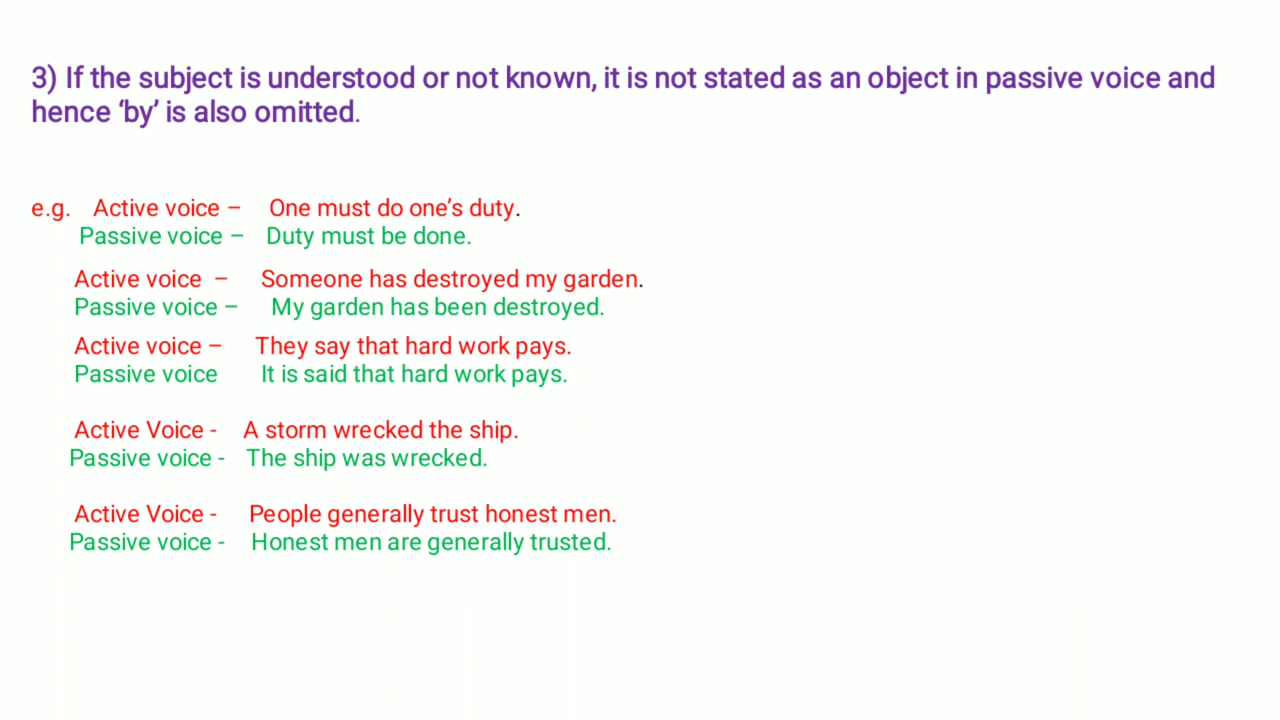 3) If the subject is understood or not known, it is not stated as an object in passive voice and
hence ‘by’ is also omitted.
e.g. Active voice – One must do one’s duty.
Passive voice – Duty must be done.
Active voice – Someone has destroyed my garden.
Passive voice – My garden has been destroyed.
Active voice – They say that hard work pays.
Passive voice It is said that hard work pays.
Active Voice - A storm wrecked the ship.
Passive voice - The ship was wrecked.
Active Voice - People generally trust honest men.
Passive voice - Honest men are generally trusted.